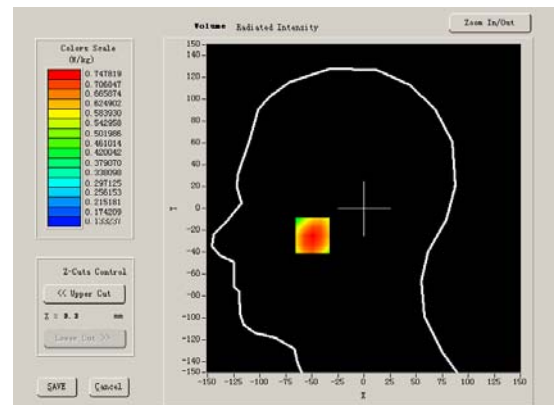 Volume Radiated Intensity
Zoom In/Out
Colors Scale
(W/kg)
0.747819
0.706847
0.665874
0.624902
0.583930
0.542958
0.501986
0.461014
0.420042
0.379070
0.338098
0.297125
0.256153
0.215181
0.174209
0.133237
Z-Cuts Control
<< Upper Cut
mm
Lower Cut >>
SAVE
Cancel
150
140
120
100
80
60
40
20
0
-20
-40
-60
-80
-100
-120
-140
-150
Y
-150 -125 -100 -75 -50 -25 0 25 50 75 100 125 150
X